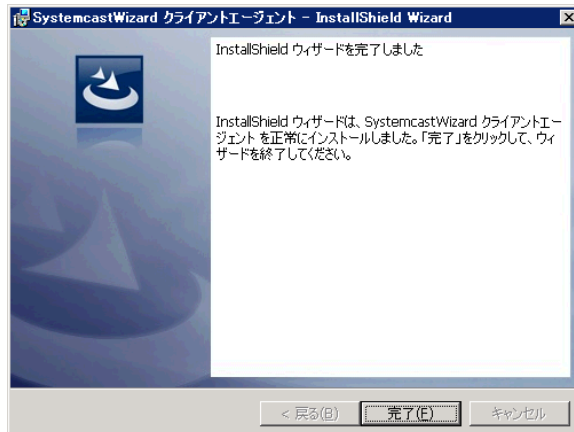 SystemcastWizard クライアントエージェント - InstallShield Wizard
InstallShield ウィザードを完了しました
InstallShield ウィザードは、SystemcastWizard クライアントエー
ジェント を正常にインストールしました。「完了」をクリックして、ウィ
ザードを終了してください。
< 戻る(B)
完了(F)
キャンセル